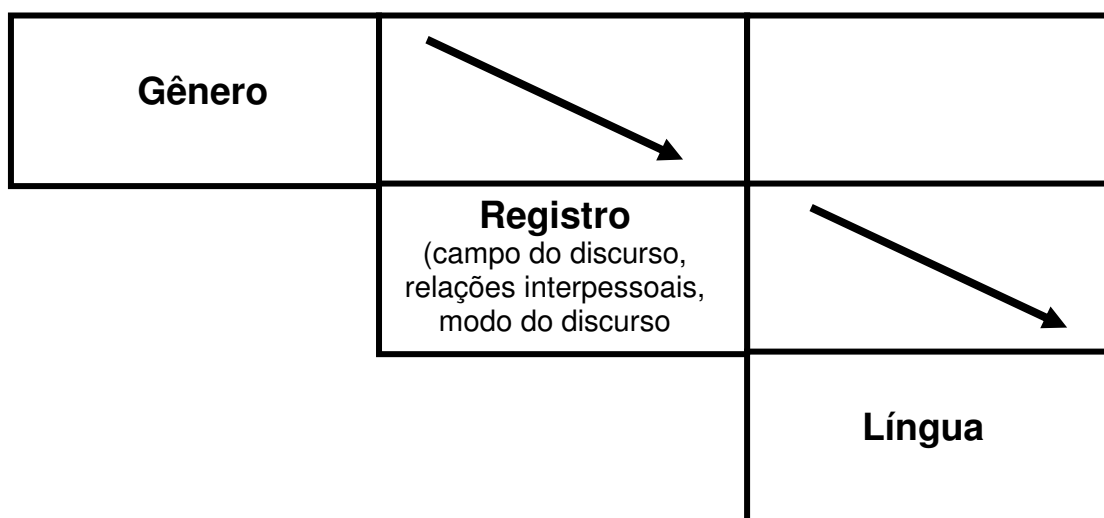 Gênero
Registro
(campo do discurso,
relações interpessoais,
modo do discurso
Língua